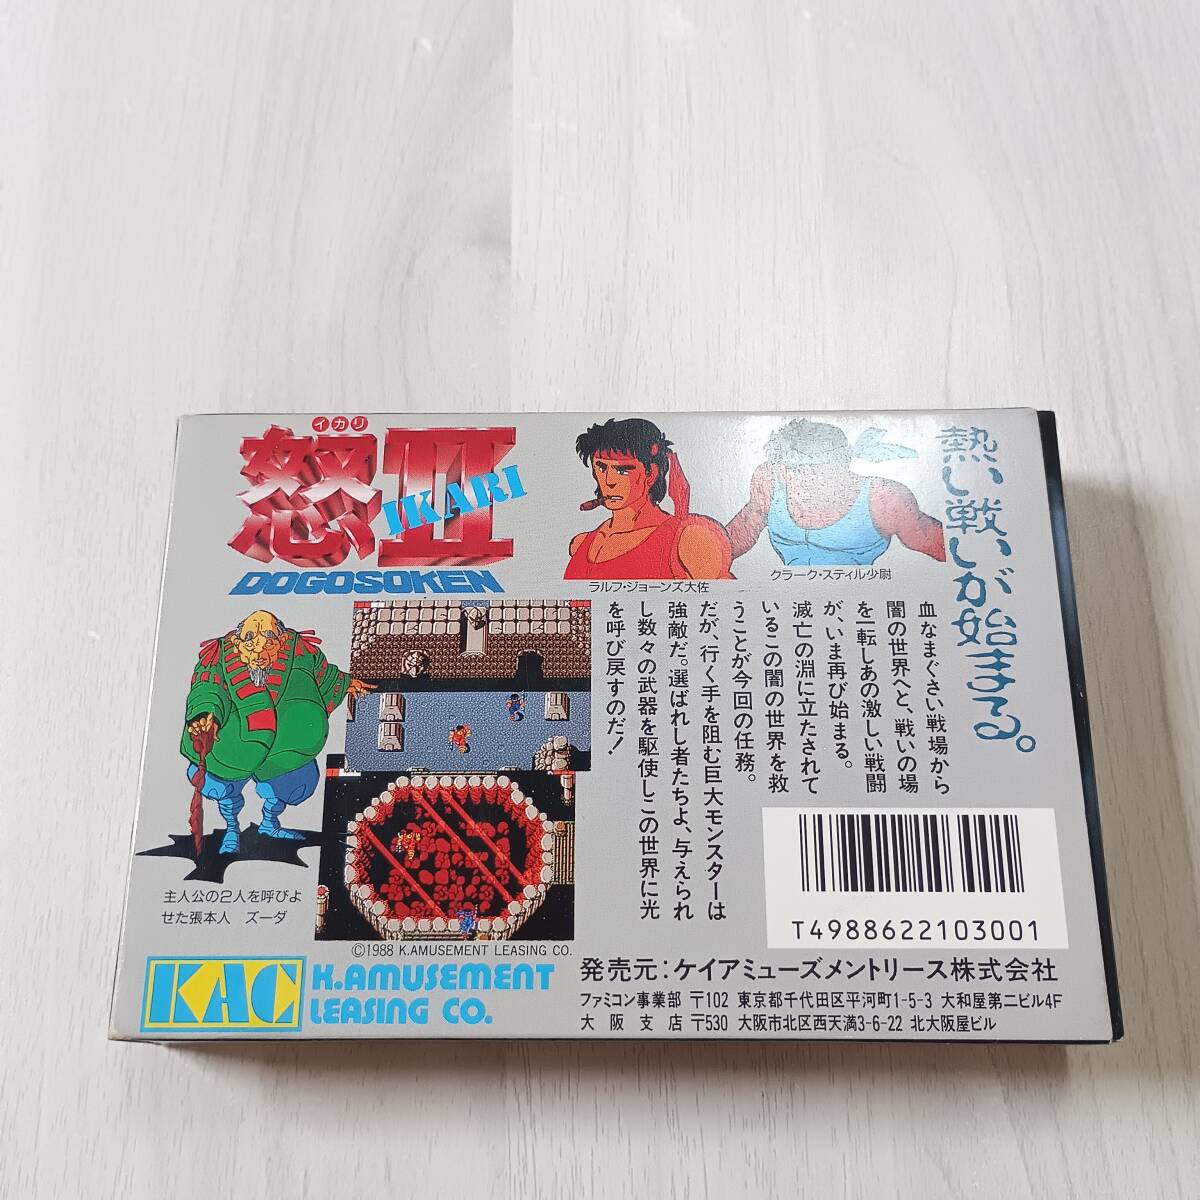 イカリ
怒II
IKARI
DOGOSOKEN
ラルフ・ジョーンズ大佐
クラーク・スティル少尉
熱い戦いが始まる。
血なまぐさい戦場から
闇の世界へと、戦いの場
を一転しあの激しい戦闘
が、いま再び始まる。
滅亡の淵に立たされて
いるこの闇の世界を救
うことが今回の任務。
だが、行く手を阻む巨大モンスターは
強敵だ。選ばれし者たちよ、与えられ
し数々の武器を駆使しこの世界に光
を呼び戻すのだ！
主人公の2人を呼びよ
せた張本人 ズーダ
©1988 K.AMUSEMENT LEASING CO.
T4988622103001
KAC
K.AMUSEMENT
LEASING CO.
発売元：ケイアミューズメントリース株式会社
ファミコン事業部 〒102 東京都千代田区平河町1-5-3 大和屋第二ビル4F
大阪支店 〒530 大阪市北区西天満3-6-22 北大阪屋ビル